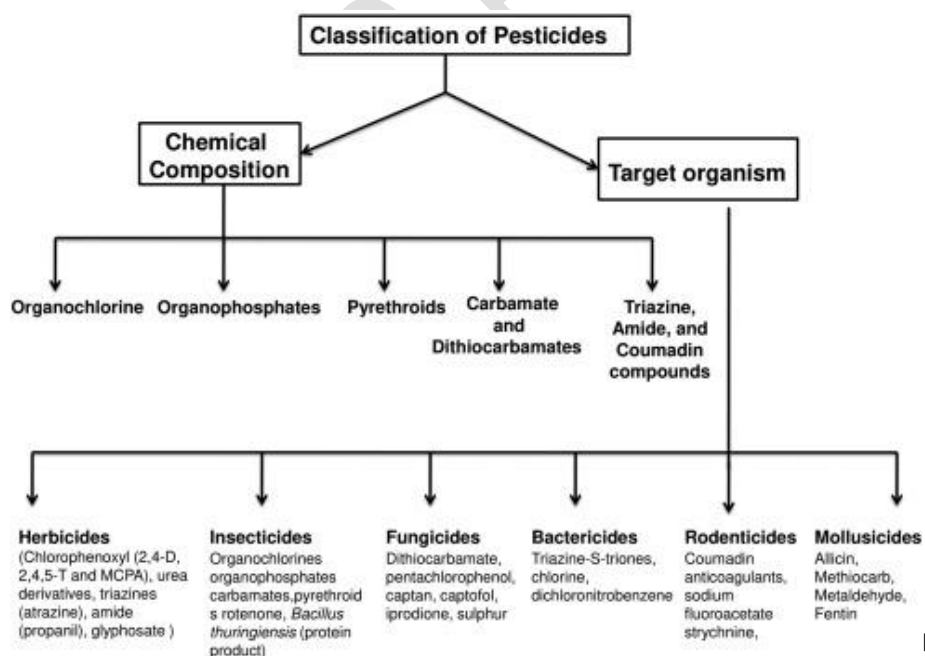 Classification of Pesticides
Chemical
Composition
Target organism
Organochlorine
Organophosphates
Pyrethroids
Carbamate
and
Dithiocarbamates
Triazine,
Amide, and
Coumadin
compounds
Herbicides
(Chlorophenoxyl (2,4-D,
2,4,5-T and MCPA), urea
derivatives, triazines
(atrazine), amide
(propanil), glyphosate )
Insecticides
Organochlorines
organophosphates
carbamates,pyrethroid
s rotenone, Bacillus
thuringiensis (protein
product)
Fungicides
Dithiocarbamate,
pentachlorophenol,
captan, captofol,
iprodione, sulphur
Bactericides
Triazine-S-triones,
chlorine,
dichloronitrobenzene
Rodenticides
Coumadin
anticoagulants,
sodium
fluoroacetate
strychnine,
Mollusicides
Allicin,
Methiocarb,
Metaldehyde,
Fentin